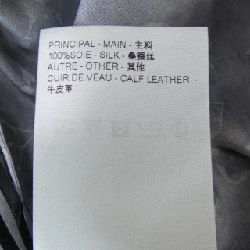 PRINCIPAL - MAIN - 主料
100%SOIE - SILK - 桑蠶丝
AUTRE - OTHER - 其他
CUIR DE VEAU - CALF LEATHER -
牛皮革